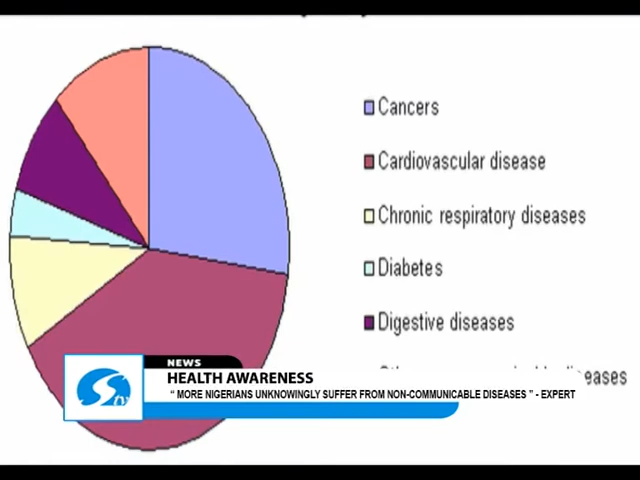 Cancers
Cardiovascular disease
Chronic respiratory diseases
Diabetes
Digestive diseases
diseases
NEWS
HEALTH AWARENESS
“ MORE NIGERIANS UNKNOWINGLY SUFFER FROM NON-COMMUNICABLE DISEASES ” - EXPERT
STV